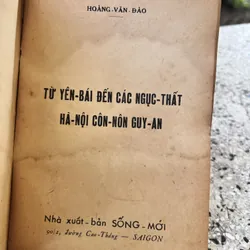 HOÀNG-VĂN-ĐÀO
TỪ YÊN-BÁI ĐẾN CÁC NGỤC-THẤT
HÀ-NỘI CÔN-NÔN GUY-AN
Nhà xuất-bản SỐNG-MỚI
đường Cao-Thắng — SAIGON